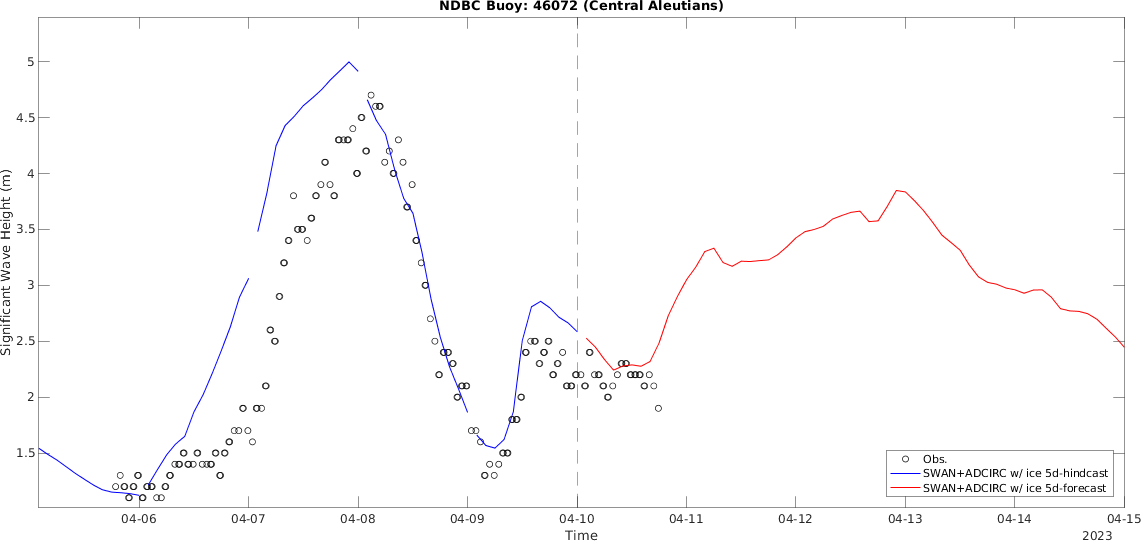 NDBC Buoy: 46072 (Central Aleutians)
Significant Wave Height (m)
5
4.5
4
3.5
3
2.5
2
1.5
Obs.
SWAN+ADCIRC w/ ice 5d-hindcast
SWAN+ADCIRC w/ ice 5d-forecast
04-06 04-07 04-08 04-09 04-10 04-11 04-12 04-13 04-14 04-15
Time
2023